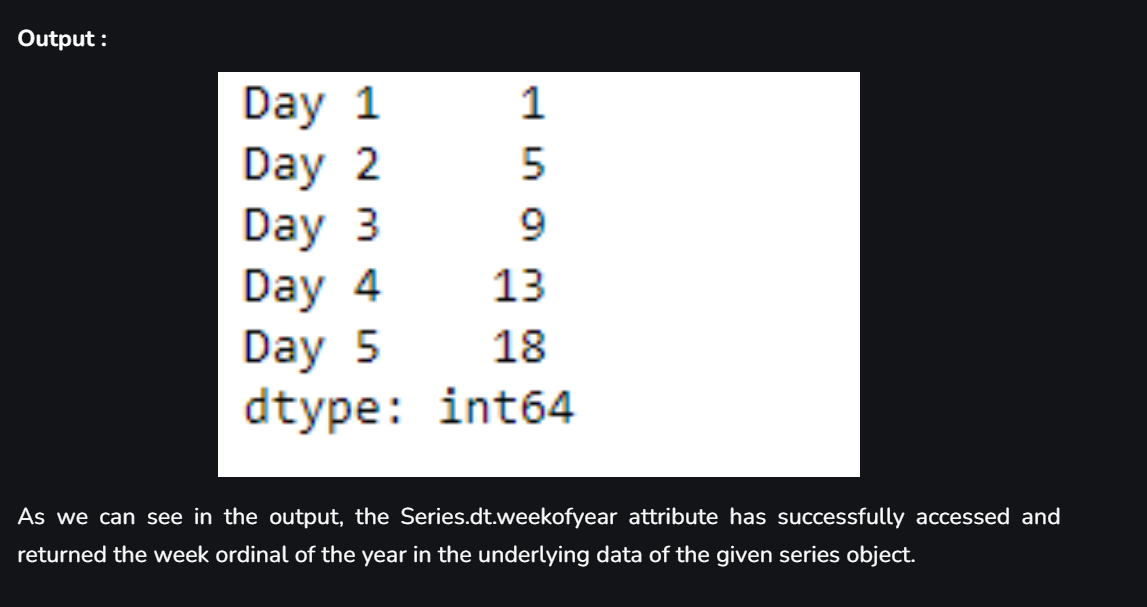 Output :
Day 1 1
Day 2 5
Day 3 9
Day 4 13
Day 5 18
dtype: int64
As we can see in the output, the Series.dt.weekofyear attribute has successfully accessed and
returned the week ordinal of the year in the underlying data of the given series object.